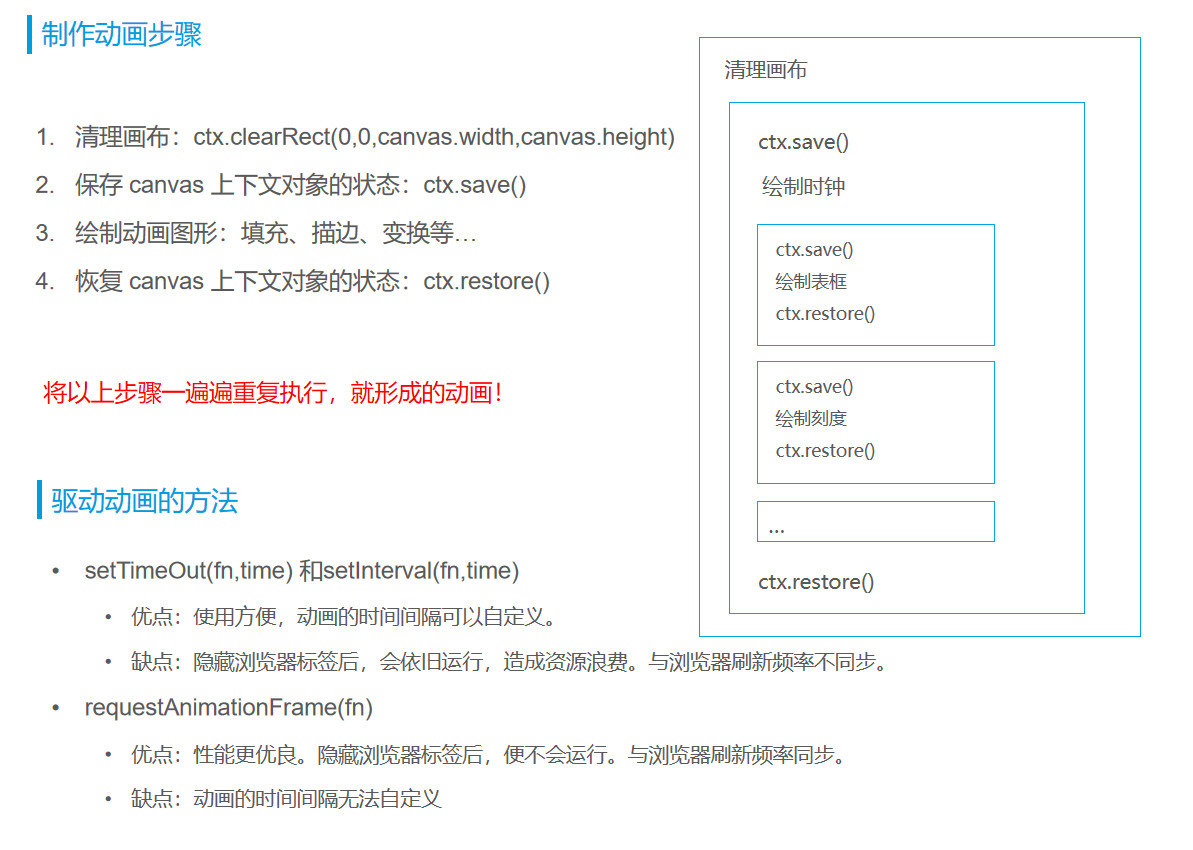 制作动画步骤
1. 清理画布：ctx.clearRect(0,0,canvas.width,canvas.height)
2. 保存 canvas 上下文对象的状态：ctx.save()
3. 绘制动画图形：填充、描边、变换等…
4. 恢复 canvas 上下文对象的状态：ctx.restore()
将以上步骤一遍遍重复执行，就形成的动画！
清理画布
ctx.save()
绘制时钟
ctx.save()
绘制表框
ctx.restore()
ctx.save()
绘制刻度
ctx.restore()
...
ctx.restore()
驱动动画的方法
• setTimeOut(fn,time) 和setInterval(fn,time)
• 优点：使用方便，动画的时间间隔可以自定义。
• 缺点：隐藏浏览器标签后，会依旧运行，造成资源浪费。与浏览器刷新频率不同步。
• requestAnimationFrame(fn)
• 优点：性能更优良。隐藏浏览器标签后，便不会运行。与浏览器刷新频率同步。
• 缺点：动画的时间间隔无法自定义